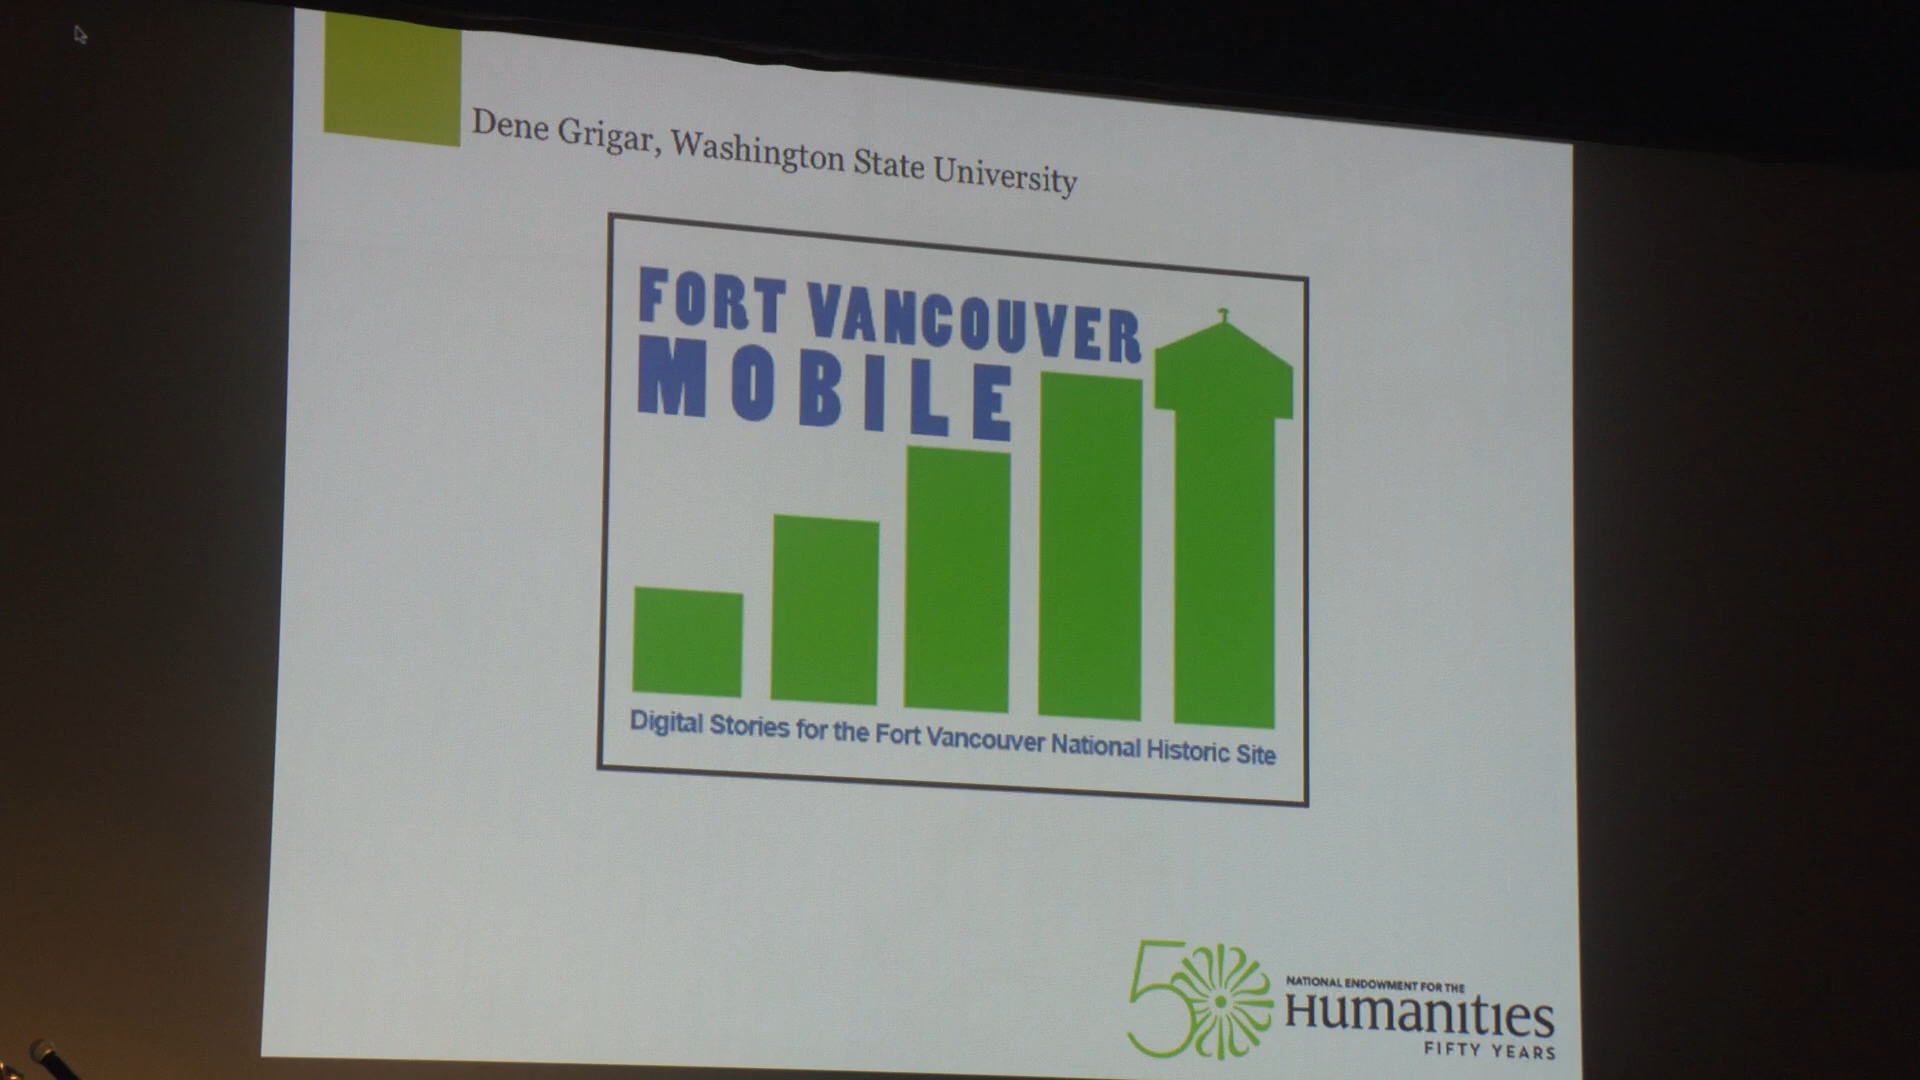 Dene Grigar, Washington State University
FORT VANCOUVER
MOBILE
Digital Stories for the Fort Vancouver National Historic Site
50
NATIONAL ENDOWMENT FOR THE
Humanities
FIFTY YEARS